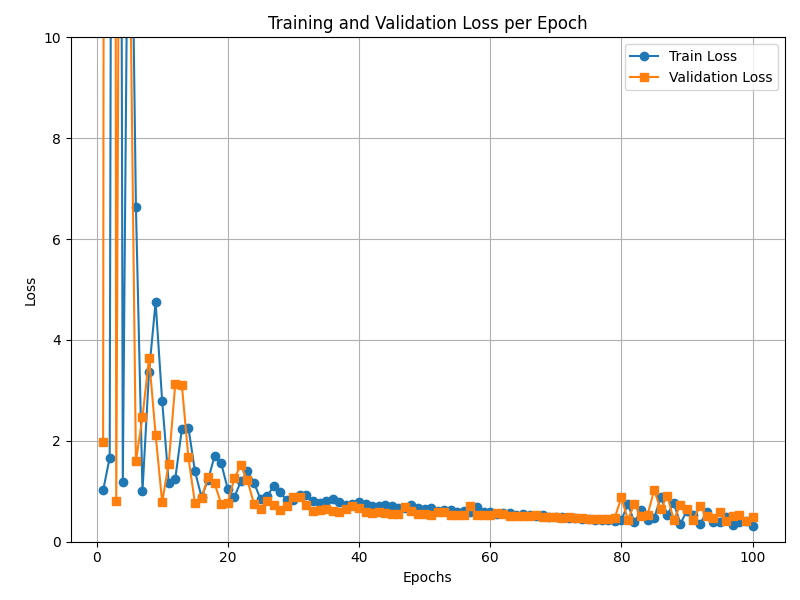 Training and Validation Loss per Epoch
Train Loss
Validation Loss
Loss
10
8
6
4
2
0
0 20 40 60 80 100
Epochs